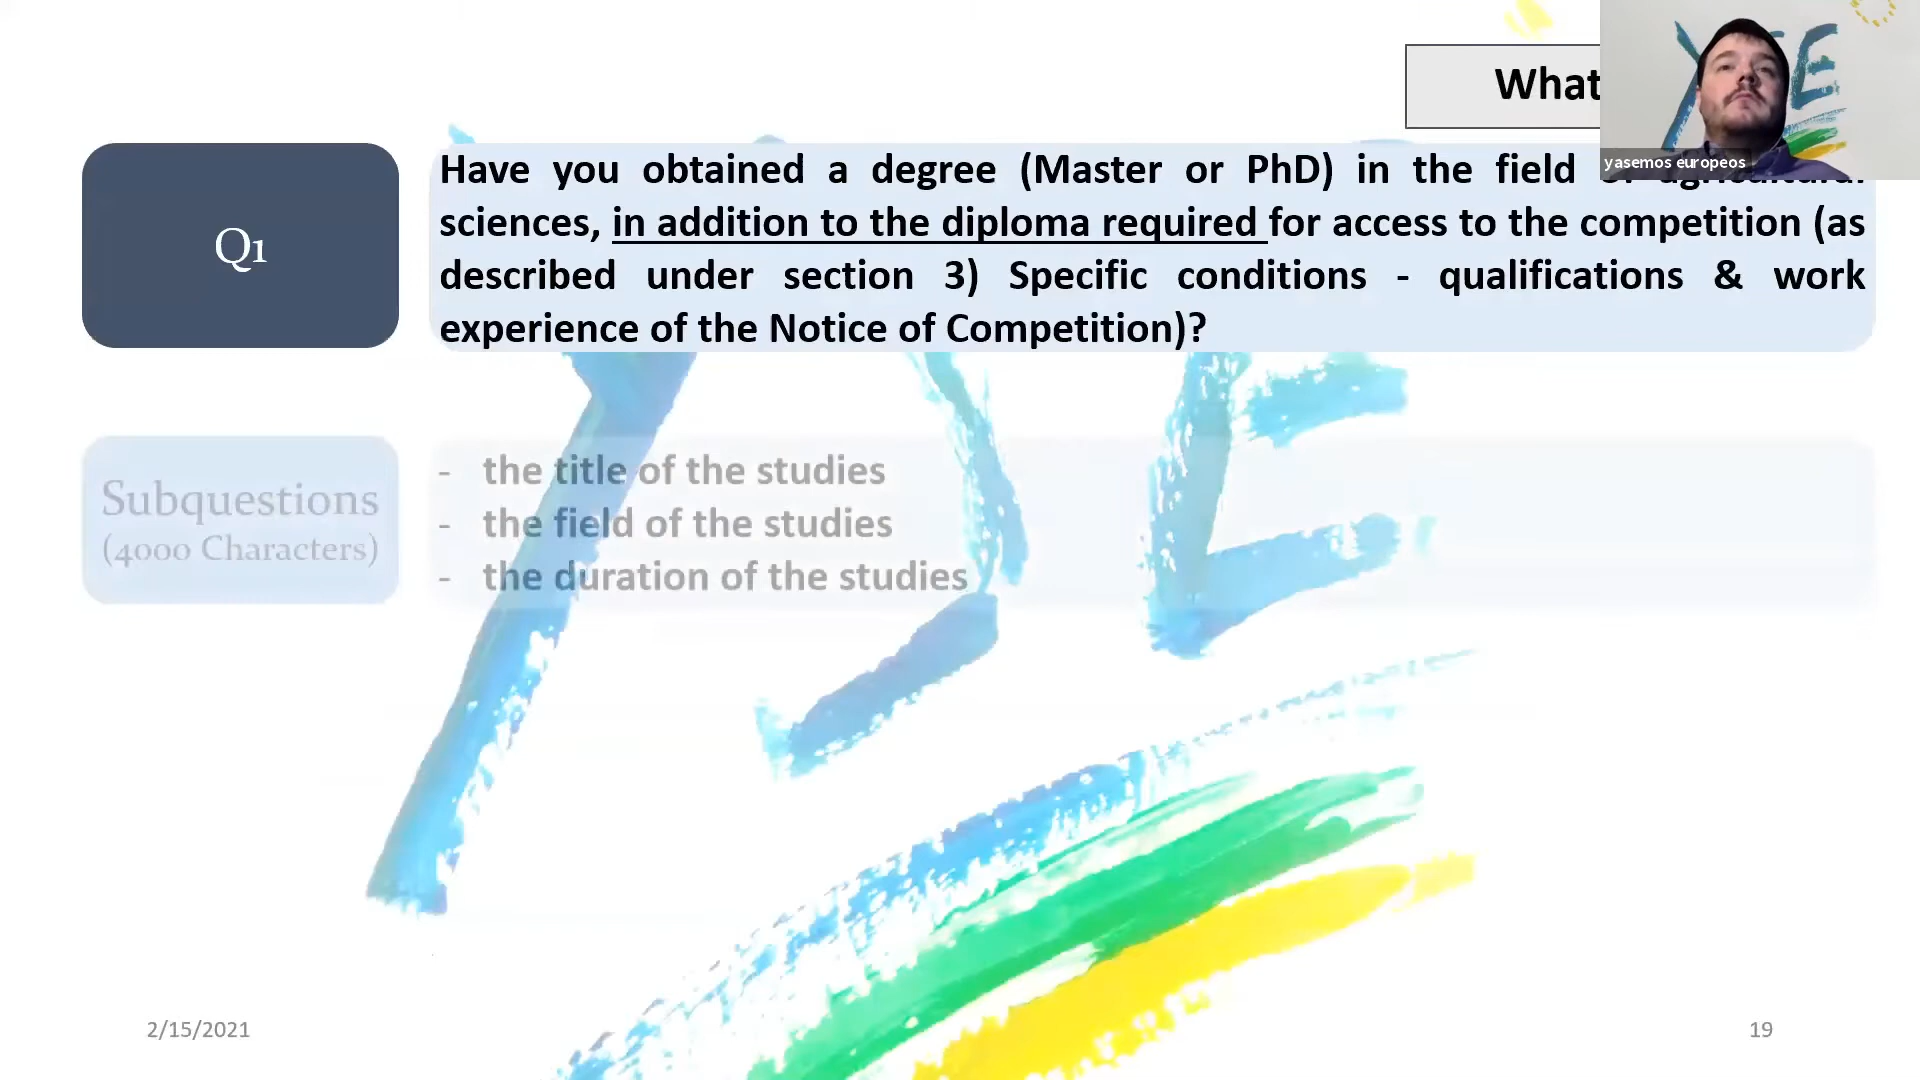 What
Q1
Have you obtained a degree (Master or PhD) in the field
sciences, in addition to the diploma required for access to the competition (as
described under section 3) Specific conditions - qualifications & work
experience of the Notice of Competition)?
yasemos europeos
Subquestions
(4000 Characters)
- the title of the studies
- the field of the studies
- the duration of the studies
2/15/2021
19